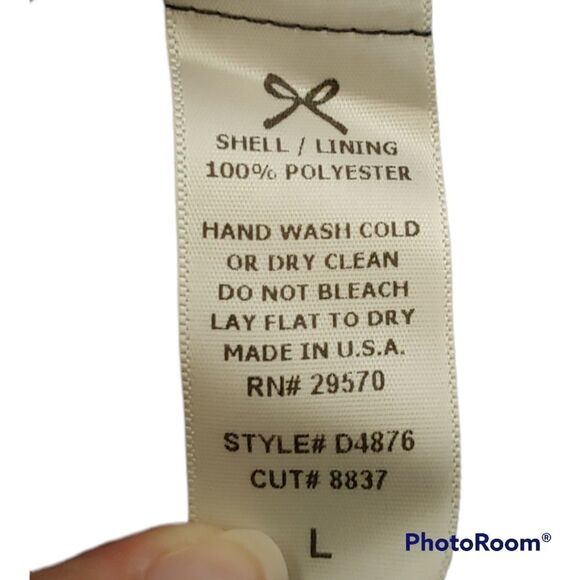 SHELL / LINING
100% POLYESTER
HAND WASH COLD
OR DRY CLEAN
DO NOT BLEACH
LAY FLAT TO DRY
MADE IN U.S.A.
RN# 29570
STYLE# D4876
CUT# 8837
L
PhotoRoom®